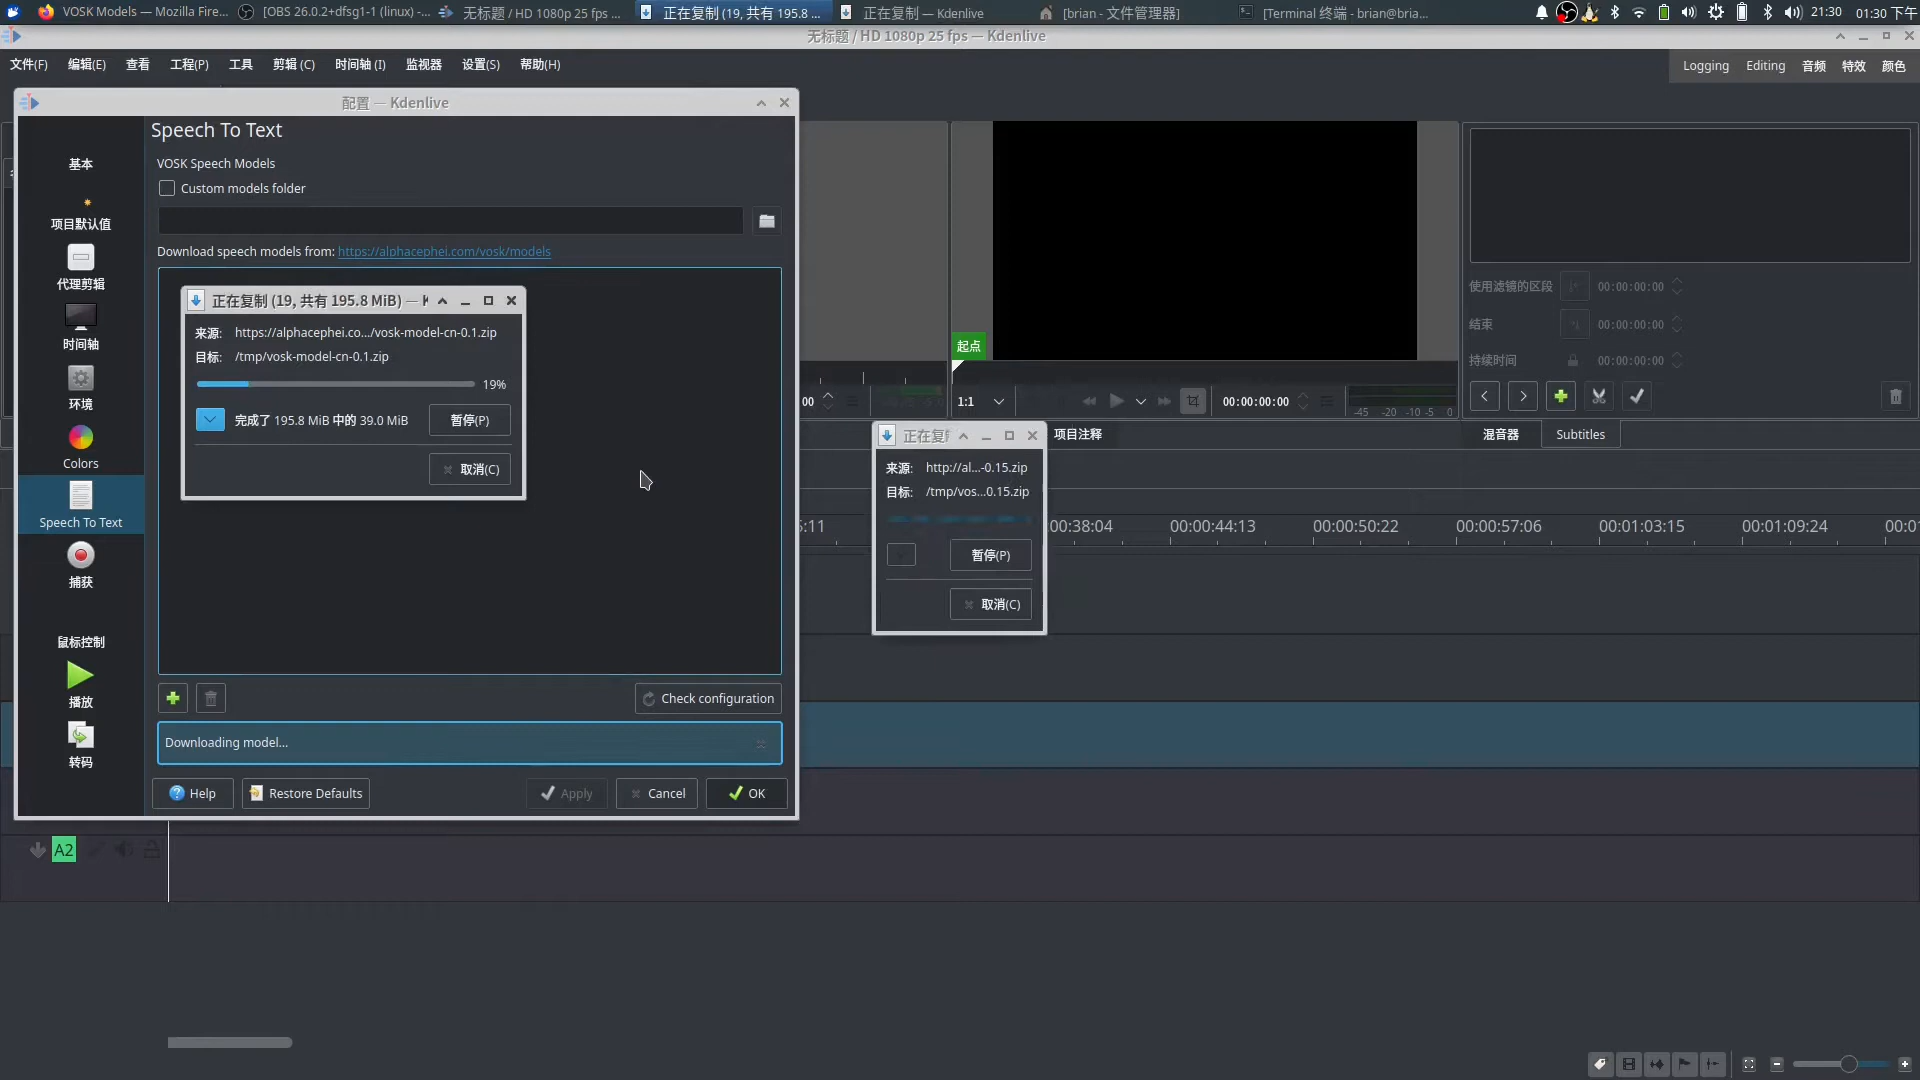 VOSK Models — Mozilla Fire...
[OBS 26.0.2+dfsg1-1 (linux) -...
无标题 / HD 1080p 25 fps ...
正在复制 (19, 共有 195.8 ...
正在复制 — Kdenlive
[brian - 文件管理器]
[Terminal 终端 - brian@bria...
21:30
01:30 下午
无标题 / HD 1080p 25 fps — Kdenlive
文件(F)
编辑(E)
查看
工程(P)
工具
剪辑 (C)
时间轴 (I)
监视器
设置(S)
帮助(H)
Logging
Editing
音频
特效
颜色
配置 — Kdenlive
基本
项目默认值
代理剪辑
时间轴
环境
Colors
Speech To Text
捕获
鼠标控制
播放
转码
Speech To Text
VOSK Speech Models
Custom models folder
Download speech models from: https://alphacephei.com/vosk/models
正在复制 (19, 共有 195.8 MiB) —
来源: https://alphacephei.co.../vosk-model-cn-0.1.zip
目标: /tmp/vosk-model-cn-0.1.zip
19%
完成了 195.8 MiB 中的 39.0 MiB
暂停(P)
取消(C)
Check configuration
Downloading model...
Help
Restore Defaults
Apply
Cancel
OK
起点
00
1:1
00:00:00:00
-45 -20 -10 -5 0
使用滤镜的区段 00:00:00:00
结束 00:00:00:00
持续时间 00:00:00:00
项目注释
混音器
Subtitles
正在复
来源: http://al...-0.15.zip
目标: /tmp/vos...0.15.zip
暂停(P)
取消(C)
5:11
00:38:04
00:00:44:13
00:00:50:22
00:00:57:06
00:01:03:15
00:01:09:24
00:0
A2